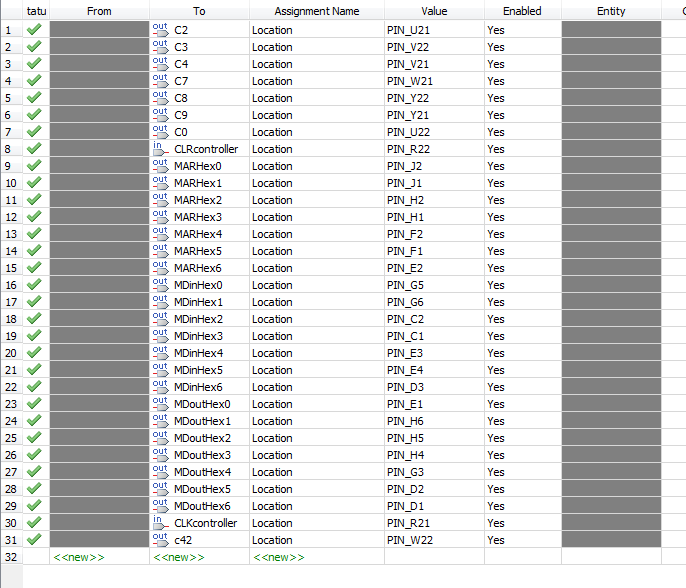 tatu From To Assignment Name Value Enabled Entity
1 out C2 Location PIN_U21 Yes
2 out C3 Location PIN_V22 Yes
3 out C4 Location PIN_V21 Yes
4 out C7 Location PIN_W21 Yes
5 out C8 Location PIN_Y22 Yes
6 out C9 Location PIN_Y21 Yes
7 out C0 Location PIN_U22 Yes
8 in CLRcontroller Location PIN_R22 Yes
9 out MARHex0 Location PIN_J2 Yes
10 out MARHex1 Location PIN_J1 Yes
11 out MARHex2 Location PIN_H2 Yes
12 out MARHex3 Location PIN_H1 Yes
13 out MARHex4 Location PIN_F2 Yes
14 out MARHex5 Location PIN_F1 Yes
15 out MARHex6 Location PIN_E2 Yes
16 out MDinHex0 Location PIN_G5 Yes
17 out MDinHex1 Location PIN_G6 Yes
18 out MDinHex2 Location PIN_C2 Yes
19 out MDinHex3 Location PIN_C1 Yes
20 out MDinHex4 Location PIN_E3 Yes
21 out MDinHex5 Location PIN_E4 Yes
22 out MDinHex6 Location PIN_D3 Yes
23 out MDoutHex0 Location PIN_E1 Yes
24 out MDoutHex1 Location PIN_H6 Yes
25 out MDoutHex2 Location PIN_H5 Yes
26 out MDoutHex3 Location PIN_H4 Yes
27 out MDoutHex4 Location PIN_G3 Yes
28 out MDoutHex5 Location PIN_D2 Yes
29 out MDoutHex6 Location PIN_D1 Yes
30 in CLKcontroller Location PIN_R21 Yes
31 out c42 Location PIN_W22 Yes
32 <<new>> <<new>> <<new>>